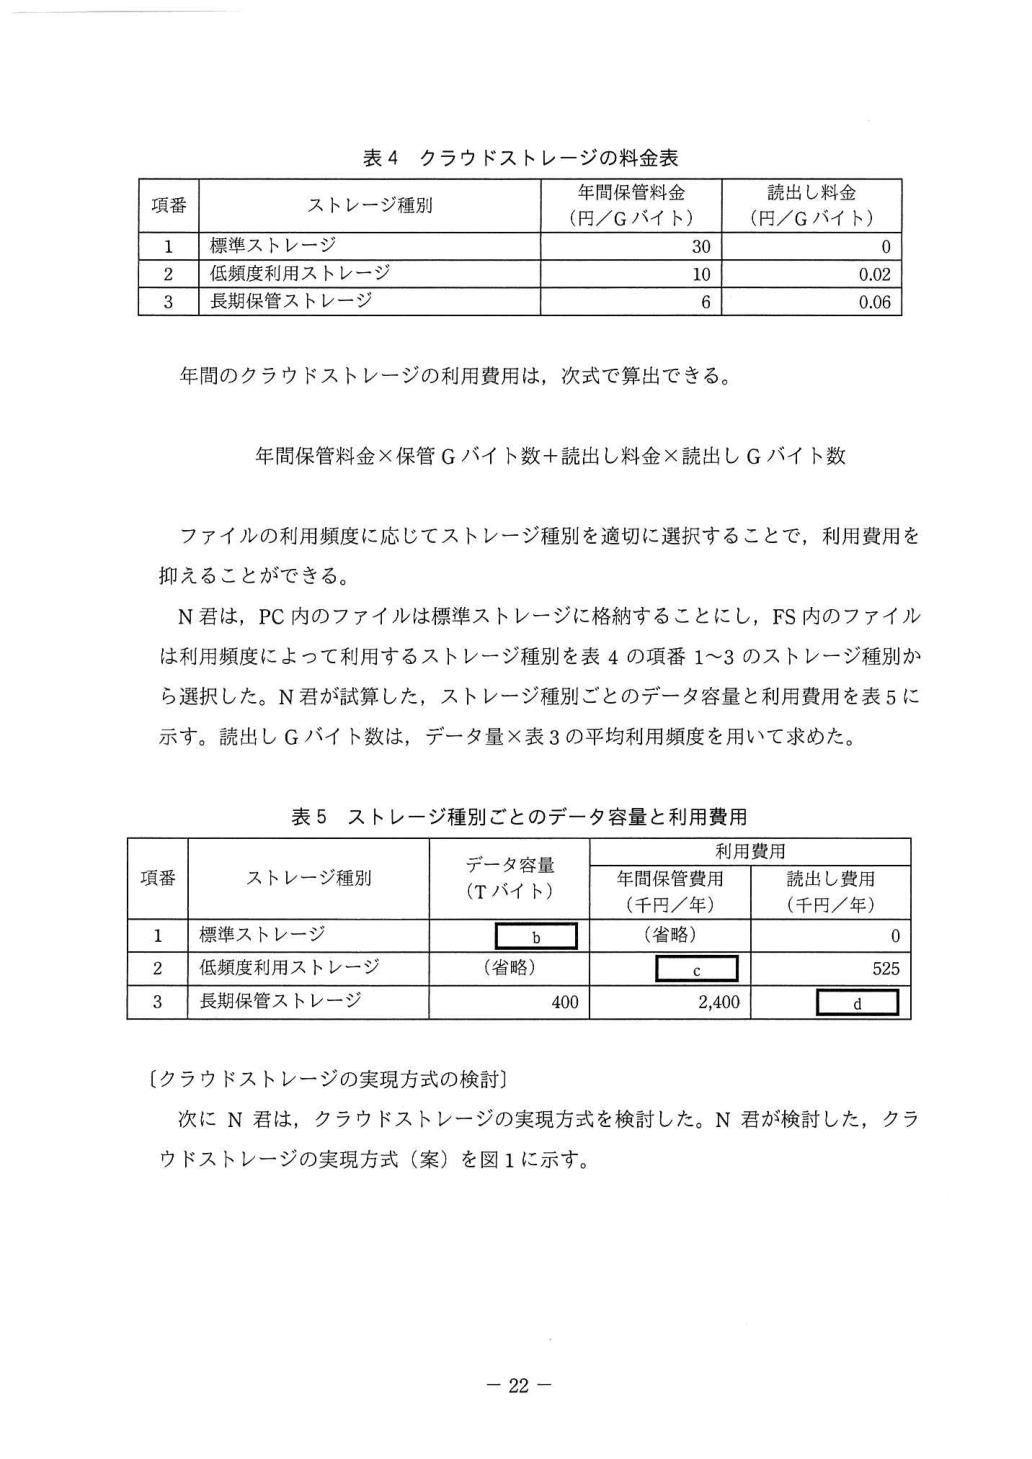 表4　クラウドストレージの料金表
項番　ストレージ種別　年間保管料金（円／Gバイト）　読出し料金（円／Gバイト）
1　標準ストレージ　30　0
2　低頻度利用ストレージ　10　0.02
3　長期保管ストレージ　6　0.06
年間のクラウドストレージの利用費用は，次式で算出できる。
年間保管料金×保管Gバイト数＋読出し料金×読出しGバイト数
ファイルの利用頻度に応じてストレージ種別を適切に選択することで，利用費用を
抑えることができる。
N君は，PC内のファイルは標準ストレージに格納することにし，FS内のファイル
は利用頻度によって利用するストレージ種別を表4の項番1～3のストレージ種別か
ら選択した。N君が試算した，ストレージ種別ごとのデータ容量と利用費用を表5に
示す。読出しGバイト数は，データ量×表3の平均利用頻度を用いて求めた。
表5　ストレージ種別ごとのデータ容量と利用費用
項番　ストレージ種別　データ容量（Tバイト）　利用費用
年間保管費用（千円／年）　読出し費用（千円／年）
1　標準ストレージ　b　（省略）　0
2　低頻度利用ストレージ　（省略）　c　525
3　長期保管ストレージ　400　2,400　d
〔クラウドストレージの実現方式の検討〕
次にN君は，クラウドストレージの実現方式を検討した。N君が検討した，クラ
ウドストレージの実現方式（案）を図1に示す。
－ 22 －